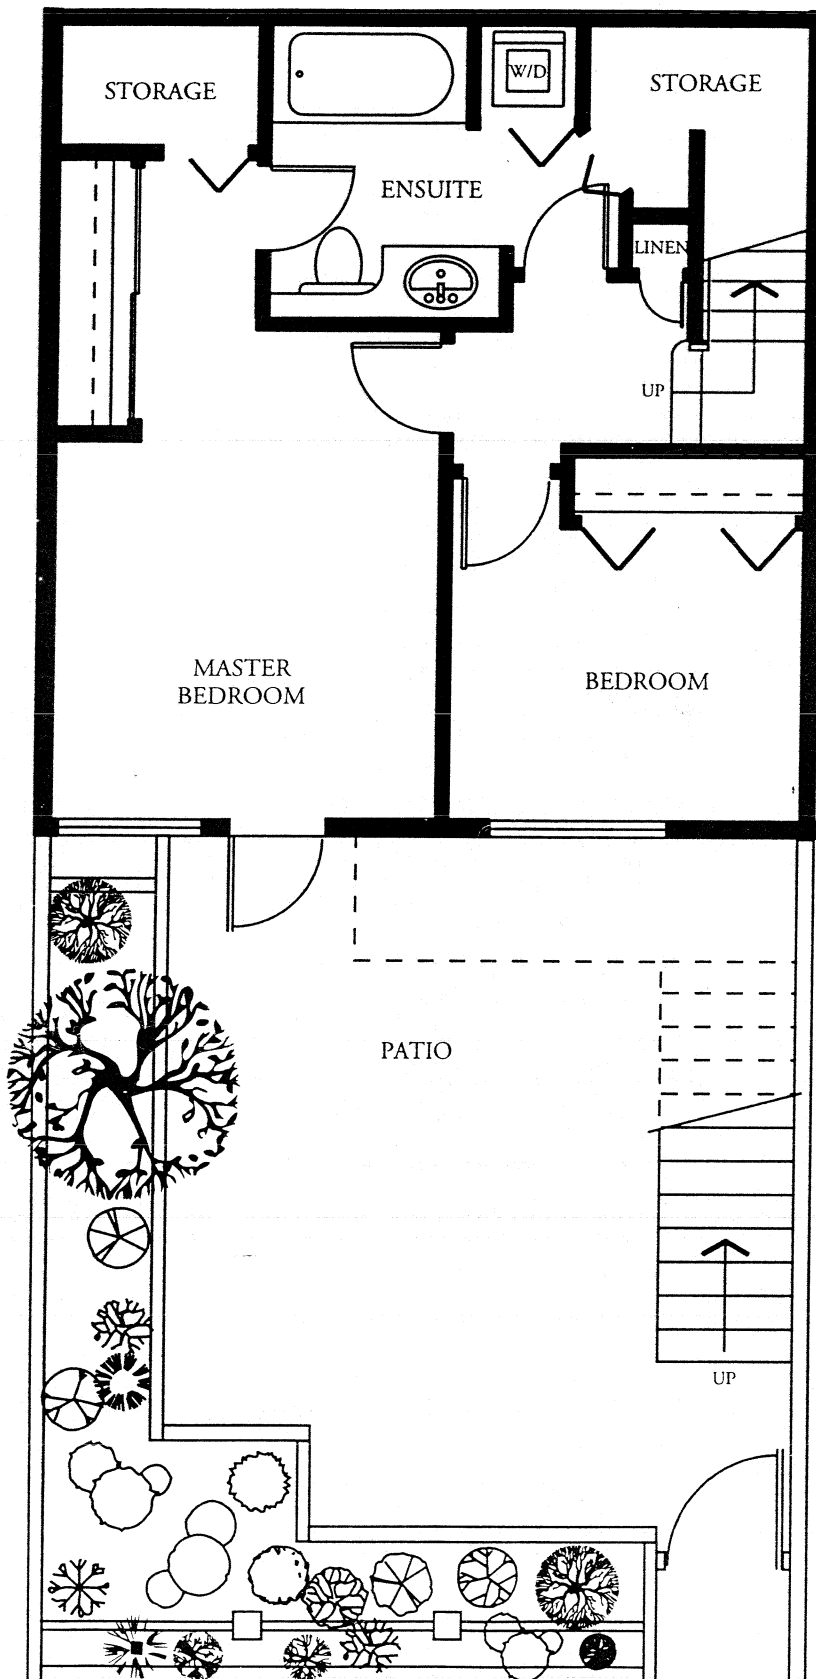 STORAGE
W/D
STORAGE
ENSUITE
LINEN
UP
MASTER
BEDROOM
BEDROOM
PATIO
UP